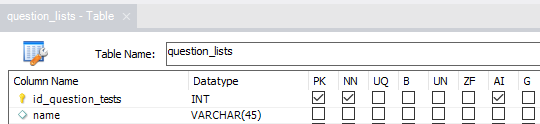 question_lists - Table
Table Name: question_lists
Column Name Datatype PK NN UQ B UN ZF AI G
id_question_tests INT
name VARCHAR(45)